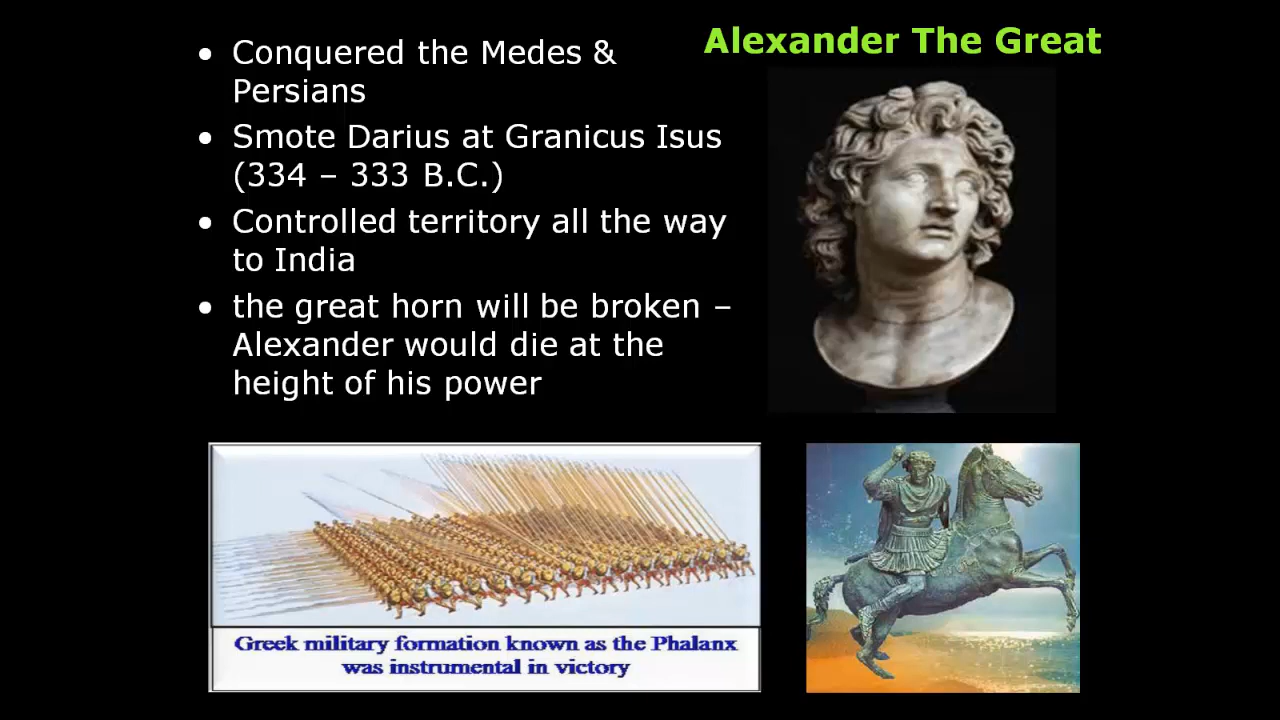 Alexander The Great
• Conquered the Medes &
Persians
• Smote Darius at Granicus Isus
(334 – 333 B.C.)
• Controlled territory all the way
to India
• the great horn will be broken –
Alexander would die at the
height of his power
Greek military formation known as the Phalanx
was instrumental in victory